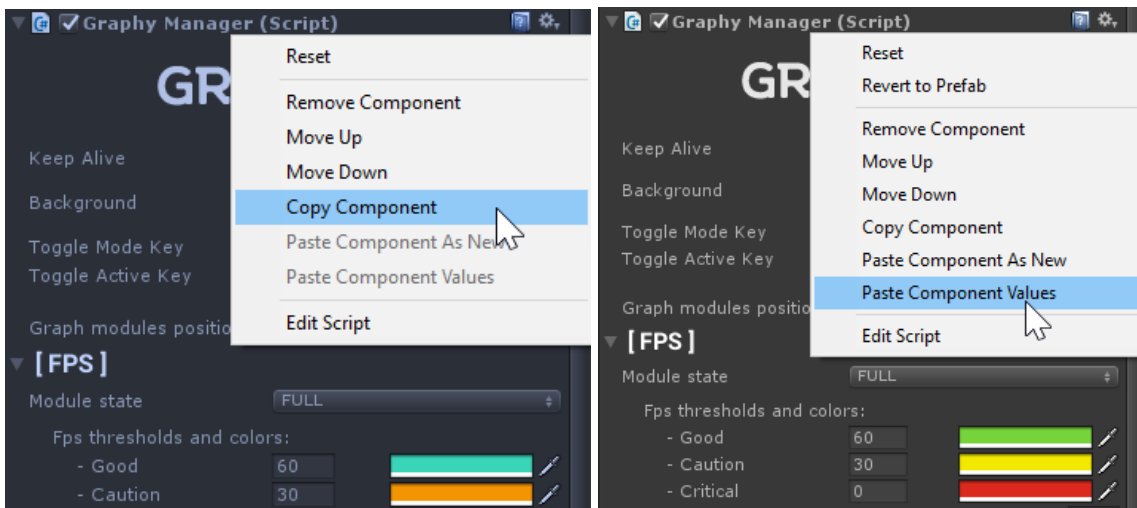 Graphy Manager (Script)
GR
Reset
Remove Component
Move Up
Move Down
Copy Component
Paste Component As New
Paste Component Values
Edit Script
Keep Alive
Background
Toggle Mode Key
Toggle Active Key
Graph modules positio
[ FPS ]
Module state FULL
Fps thresholds and colors:
- Good 60
- Caution 30
Graphy Manager (Script)
GR
Reset
Revert to Prefab
Remove Component
Move Up
Move Down
Copy Component
Paste Component As New
Paste Component Values
Edit Script
Keep Alive
Background
Toggle Mode Key
Toggle Active Key
Graph modules positio
[ FPS ]
Module state FULL
Fps thresholds and colors:
- Good 60
- Caution 30
- Critical 0